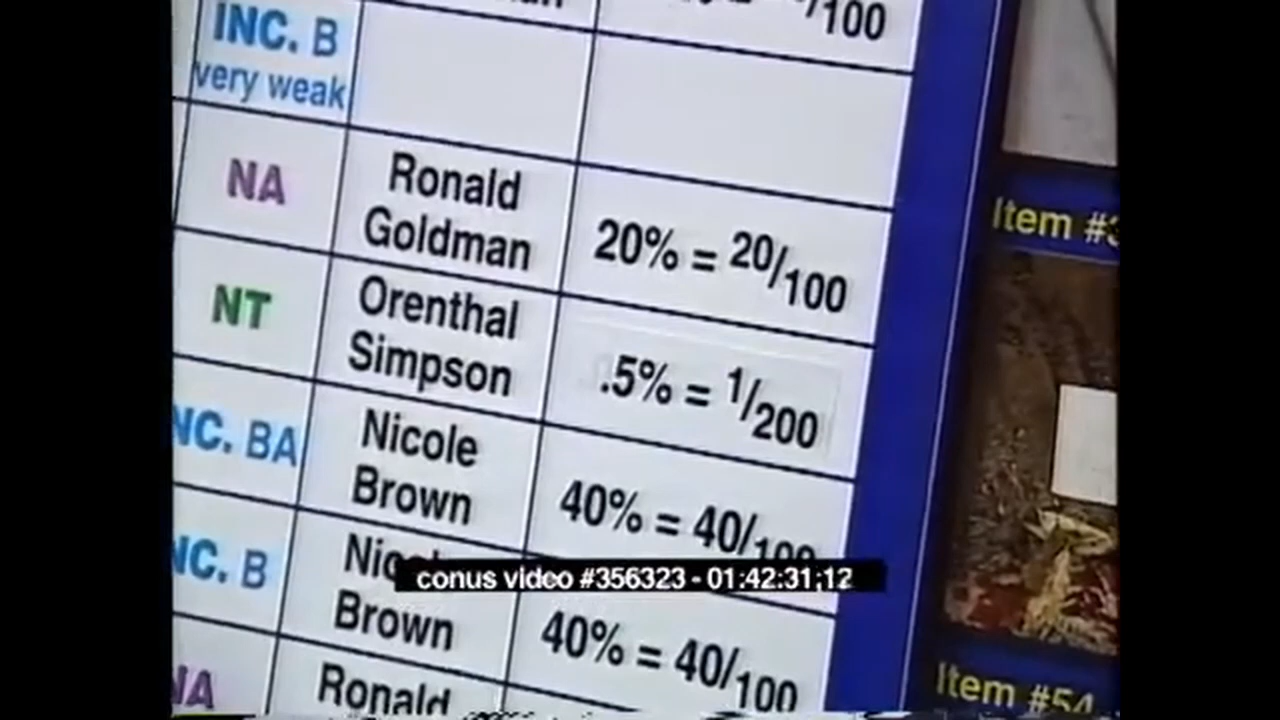 /100
INC. B
very weak
NA
Ronald
Goldman
20% = 20/100
NT
Orenthal
Simpson
.5% = 1/200
NC. BA
Nicole
Brown
40% = 40/100
NC. B
Brown
40% = 40/100
NA
Ronald
Item #3
Item #54
conus video #356323 - 01:42:31;12